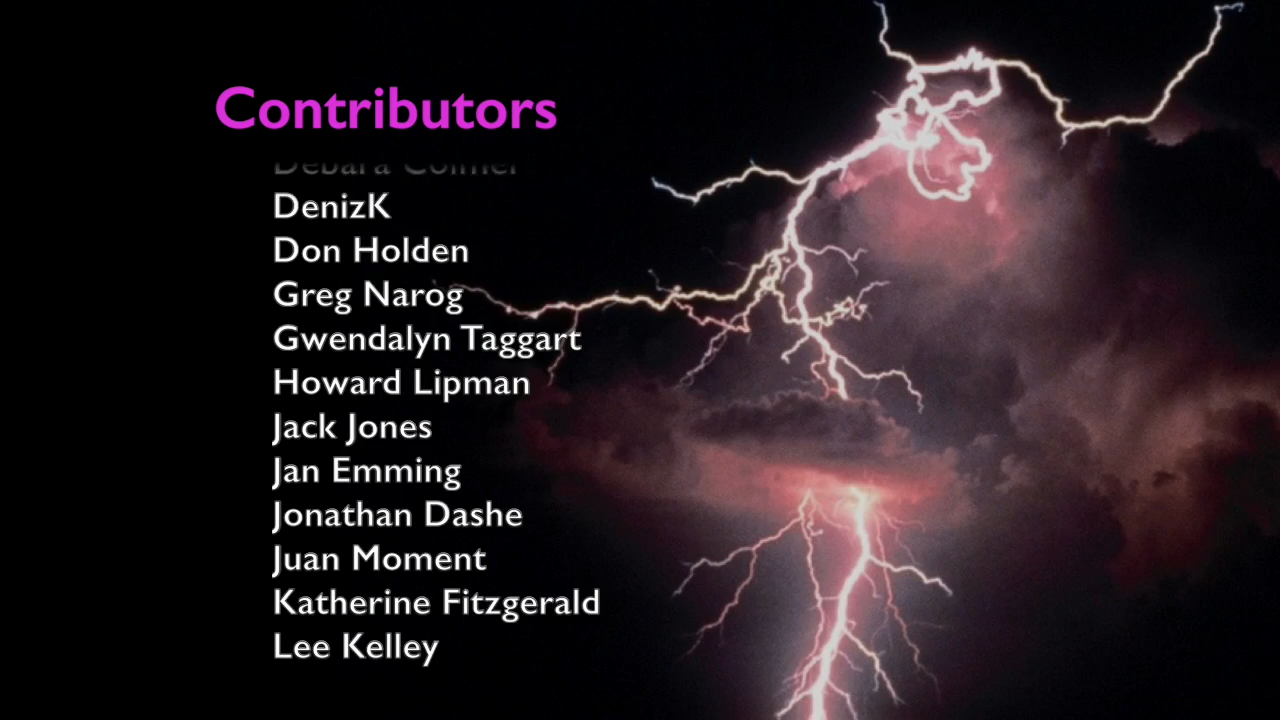 Contributors
DenizK
Don Holden
Greg Narog
Gwendalyn Taggart
Howard Lipman
Jack Jones
Jan Emming
Jonathan Dashe
Juan Moment
Katherine Fitzgerald
Lee Kelley